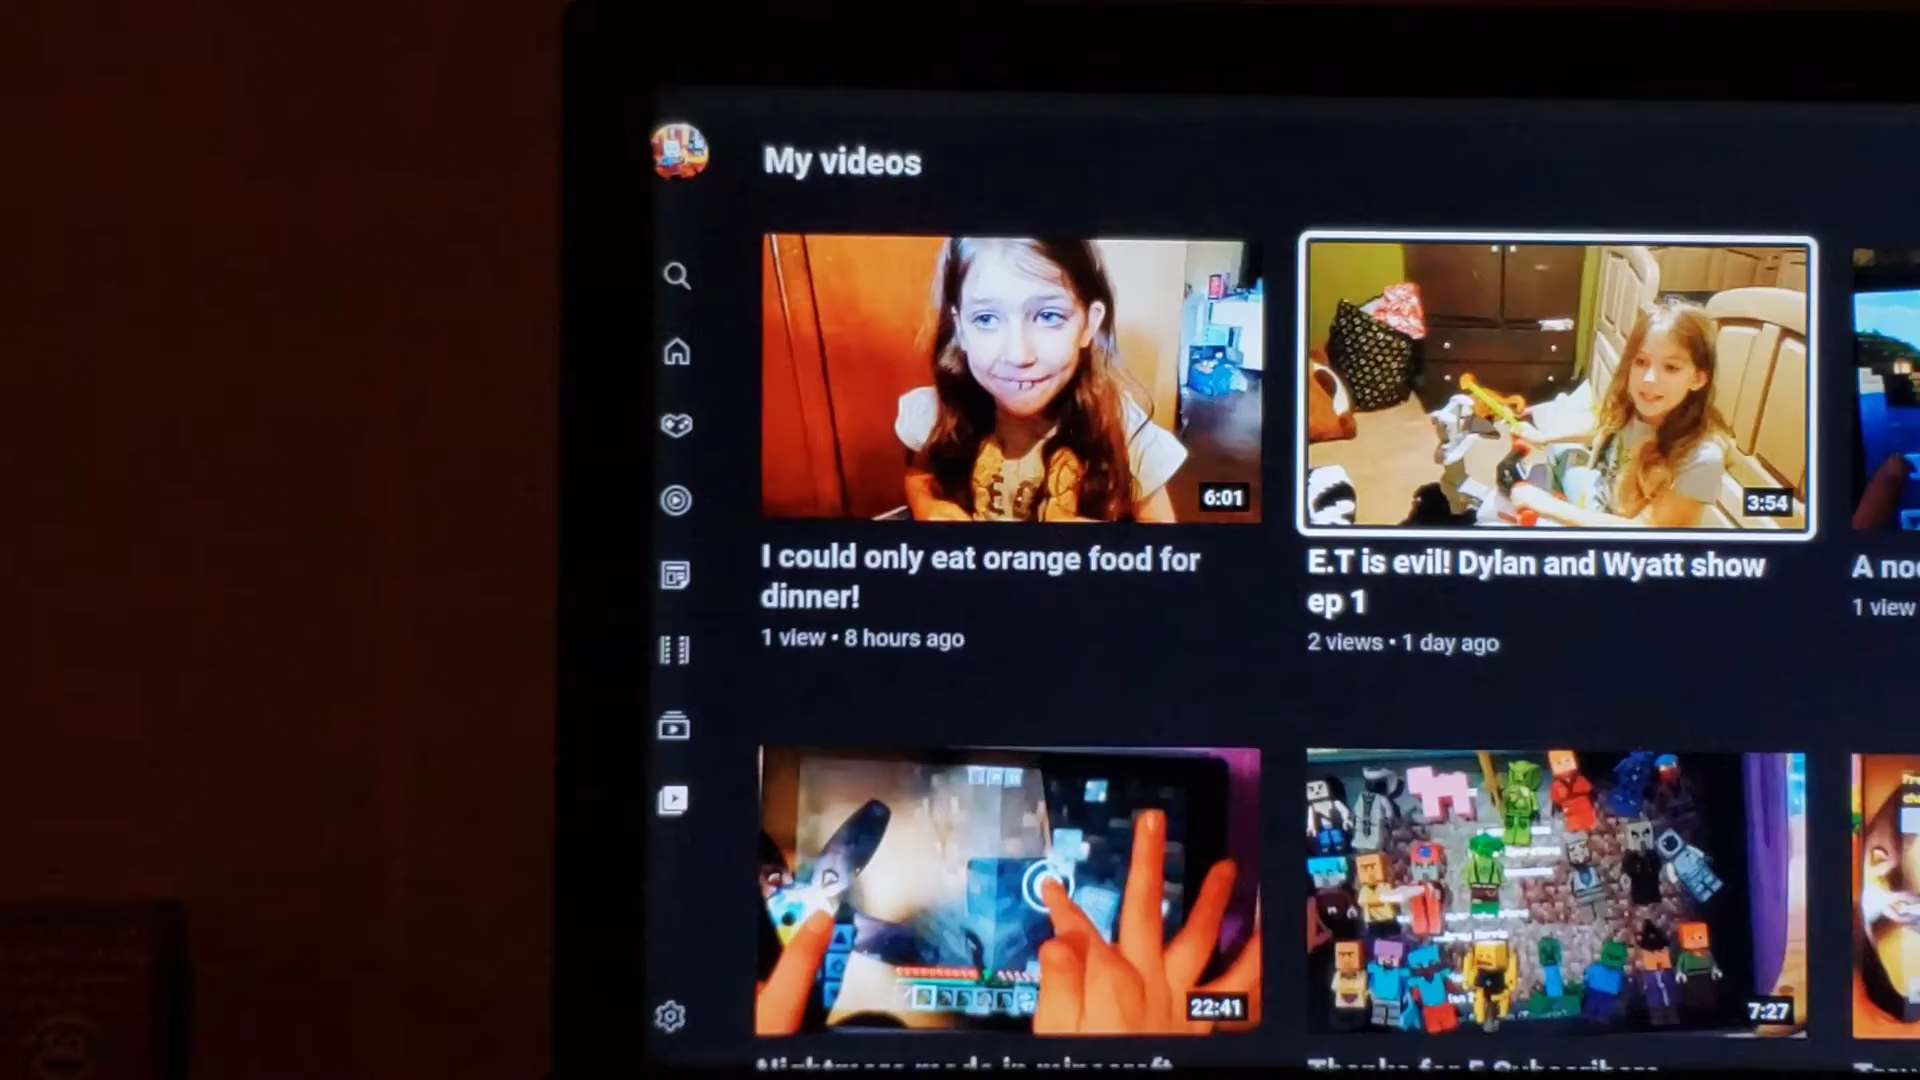 My videos
6:01
3:54
I could only eat orange food for
dinner!
1 view • 8 hours ago
E.T is evil! Dylan and Wyatt show
ep 1
2 views • 1 day ago
A no
1 view
22:41
7:27